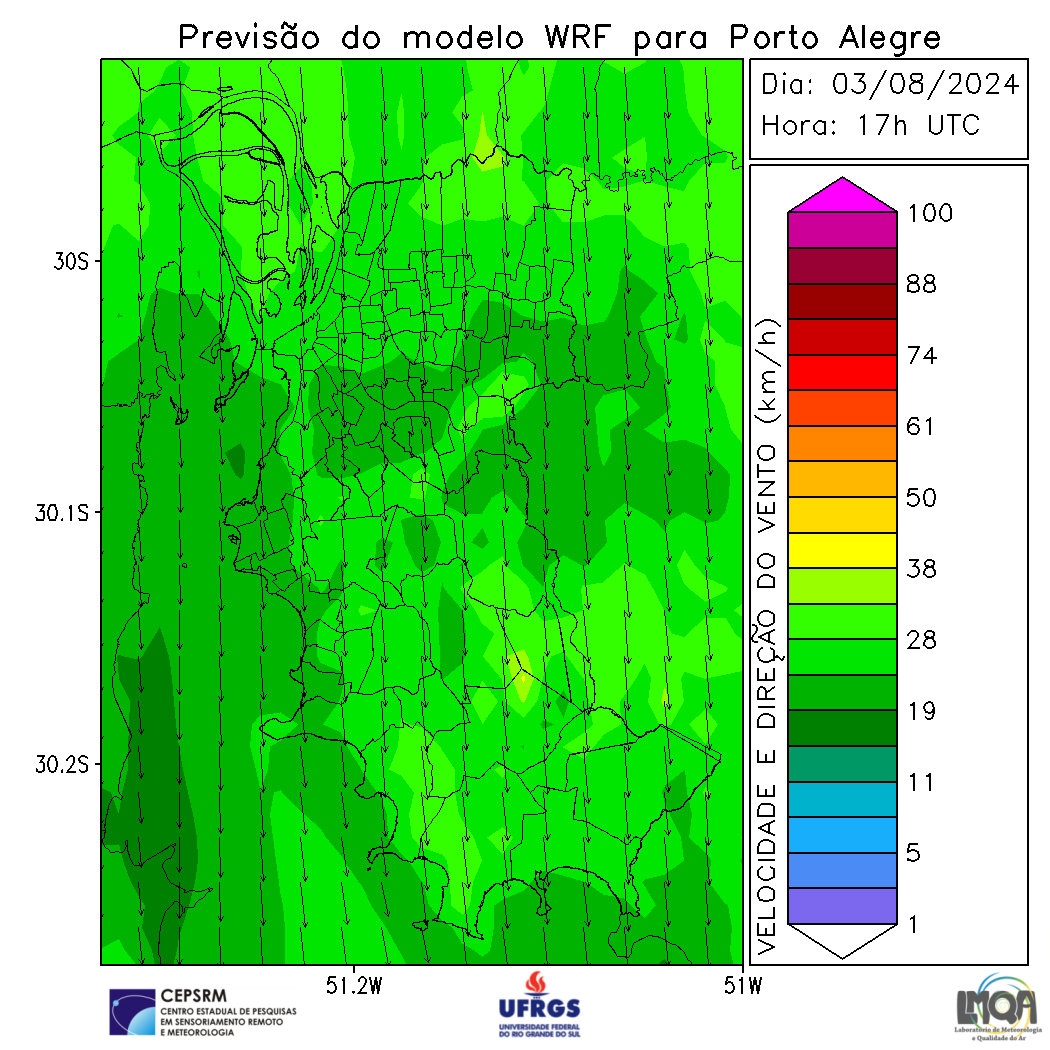 Previsão do modelo WRF para Porto Alegre
Dia: 03/08/2024
Hora: 17h UTC
30S
30.1S
30.2S
51.2W
51W
VELOCIDADE E DIREÇÃO DO VENTO (km/h)
100
88
74
61
50
38
28
19
11
5
1
CEPSRM
CENTRO ESTADUAL DE PESQUISAS
EM SENSORIAMENTO REMOTO
E METEOROLOGIA
UFRGS
UNIVERSIDADE FEDERAL
DO RIO GRANDE DO SUL
LMQA
Laboratório de Meteorologia
e Qualidade do Ar